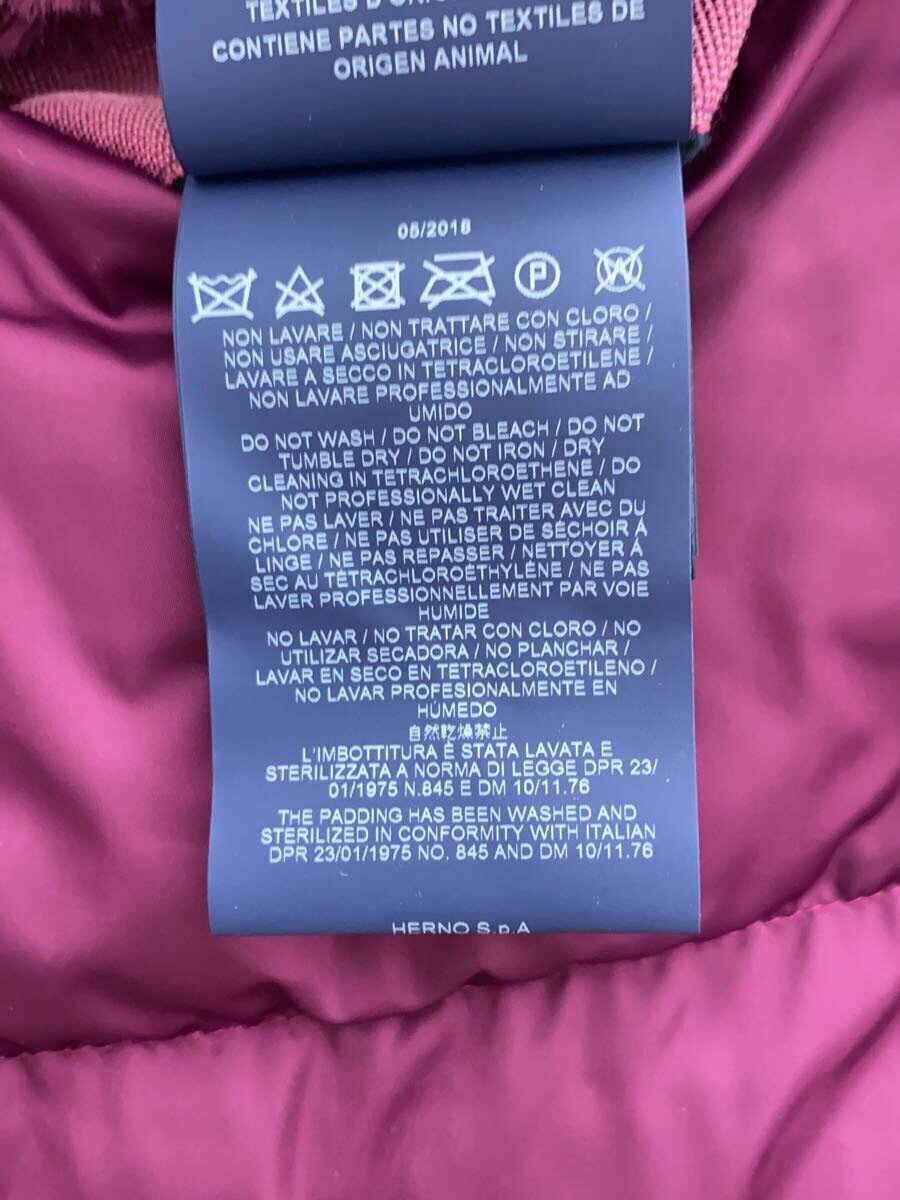 TEXTILES D'
CONTIENE PARTES NO TEXTILES DE
ORIGEN ANIMAL
05/2018
P W
NON LAVARE / NON TRATTARE CON CLORO /
NON USARE ASCIUGATRICE / NON STIRARE /
LAVARE A SECCO IN TETRACLOROETILENE /
NON LAVARE PROFESSIONALMENTE AD
UMIDO
DO NOT WASH / DO NOT BLEACH / DO NOT
TUMBLE DRY / DO NOT IRON / DRY
CLEANING IN TETRACHLOROETHENE / DO
NOT PROFESSIONALLY WET CLEAN
NE PAS LAVER / NE PAS TRAITER AVEC DU
CHLORE / NE PAS UTILISER DE SÉCHOIR À
LINGE / NE PAS REPASSER / NETTOYER À
SEC AU TÉTRACHLOROÉTHYLÈNE / NE PAS
LAVER PROFESSIONNELLEMENT PAR VOIE
HUMIDE
NO LAVAR / NO TRATAR CON CLORO / NO
UTILIZAR SECADORA / NO PLANCHAR /
LAVAR EN SECO EN TETRACLOROETILENO /
NO LAVAR PROFESIONALMENTE EN
HÚMEDO
自然乾燥禁止
L'IMBOTTITURA È STATA LAVATA E
STERILIZZATA A NORMA DI LEGGE DPR 23/
01/1975 N.845 E DM 10/11.76
THE PADDING HAS BEEN WASHED AND
STERILIZED IN CONFORMITY WITH ITALIAN
DPR 23/01/1975 NO. 845 AND DM 10/11.76
HERNO S.p.A